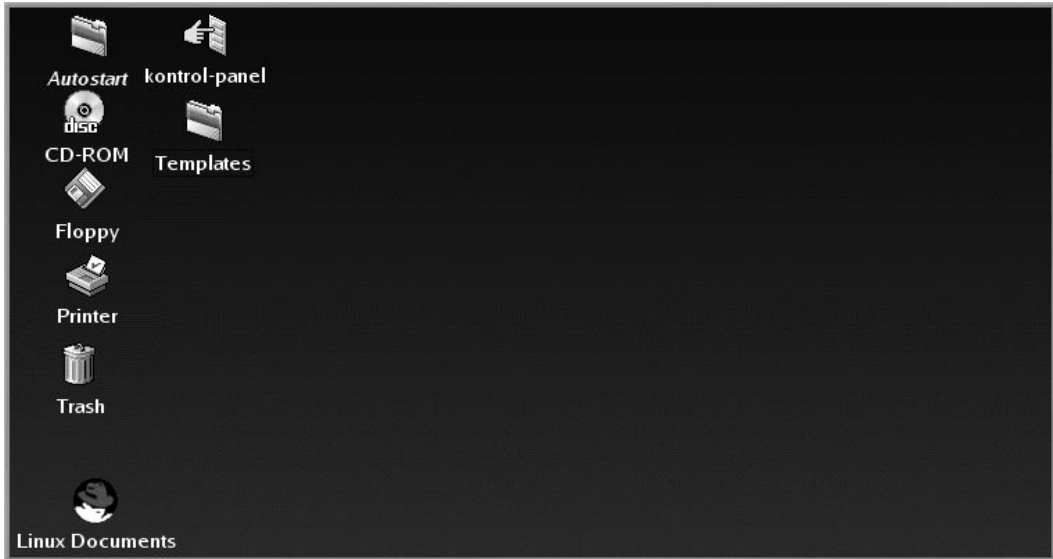 Autostart
kontrol-panel
disc
CD-ROM
Templates
Floppy
Printer
Trash
Linux Documents